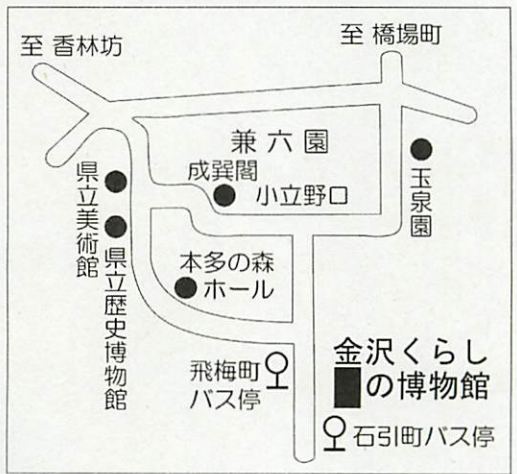 至 香林坊
至 橋場町
兼六園
成巽閣
小立野口
玉泉園
県立美術館
県立歴史博物館
本多の森
ホール
飛梅町
バス停
金沢くらし
の博物館
石引町バス停